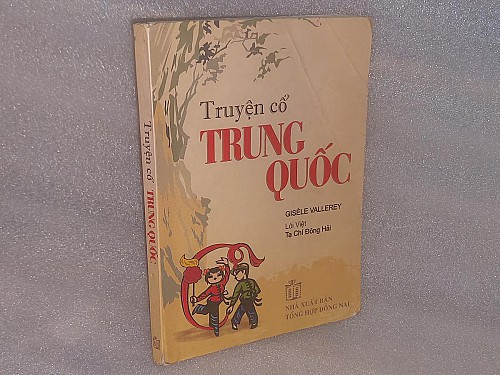 Truyện cổ
TRUNG
QUỐC
GISÈLE VALLEREY
Lời Việt
Tạ Chí Đông Hải
NHÀ XUẤT BẢN
TỔNG HỢP ĐỒNG NAI
Truyện cổ TRUNG QUỐC